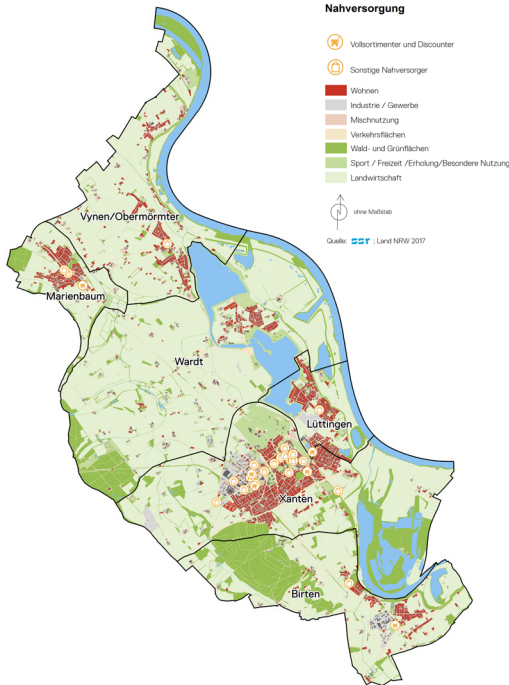 Nahversorgung
Vollsortimenter und Discounter
Sonstige Nahversorger
Wohnen
Industrie / Gewerbe
Mischnutzung
Verkehrsflächen
Wald- und Grünflächen
Sport / Freizeit /Erholung/Besondere Nutzung
Landwirtschaft
N
ohne Maßstab
Quelle: SSR ; Land NRW 2017
Vynen/Obermörmter
Marienbaum
Wardt
Lüttingen
Xanten
Birten